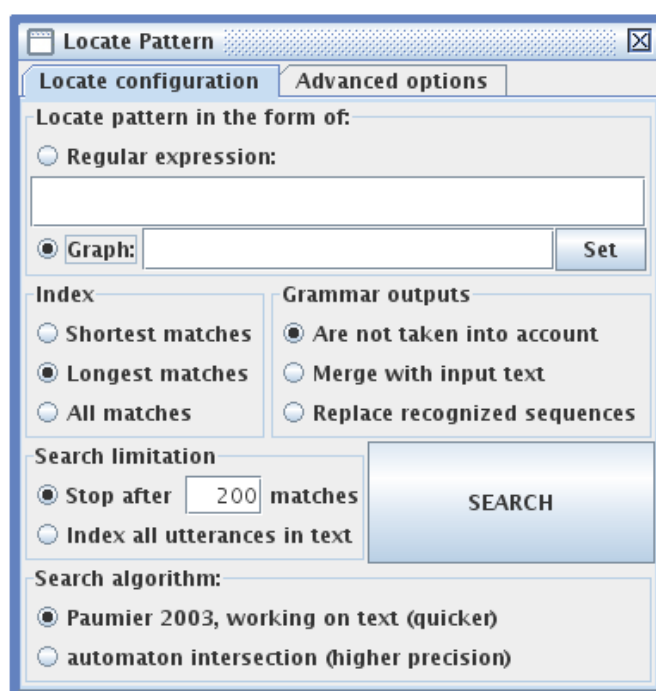 Locate Pattern
Locate configuration Advanced options
Locate pattern in the form of:
Regular expression:
Graph: Set
Index Grammar outputs
Shortest matches Are not taken into account
Longest matches Merge with input text
All matches Replace recognized sequences
Search limitation
Stop after 200 matches SEARCH
Index all utterances in text
Search algorithm:
Paumier 2003, working on text (quicker)
automaton intersection (higher precision)